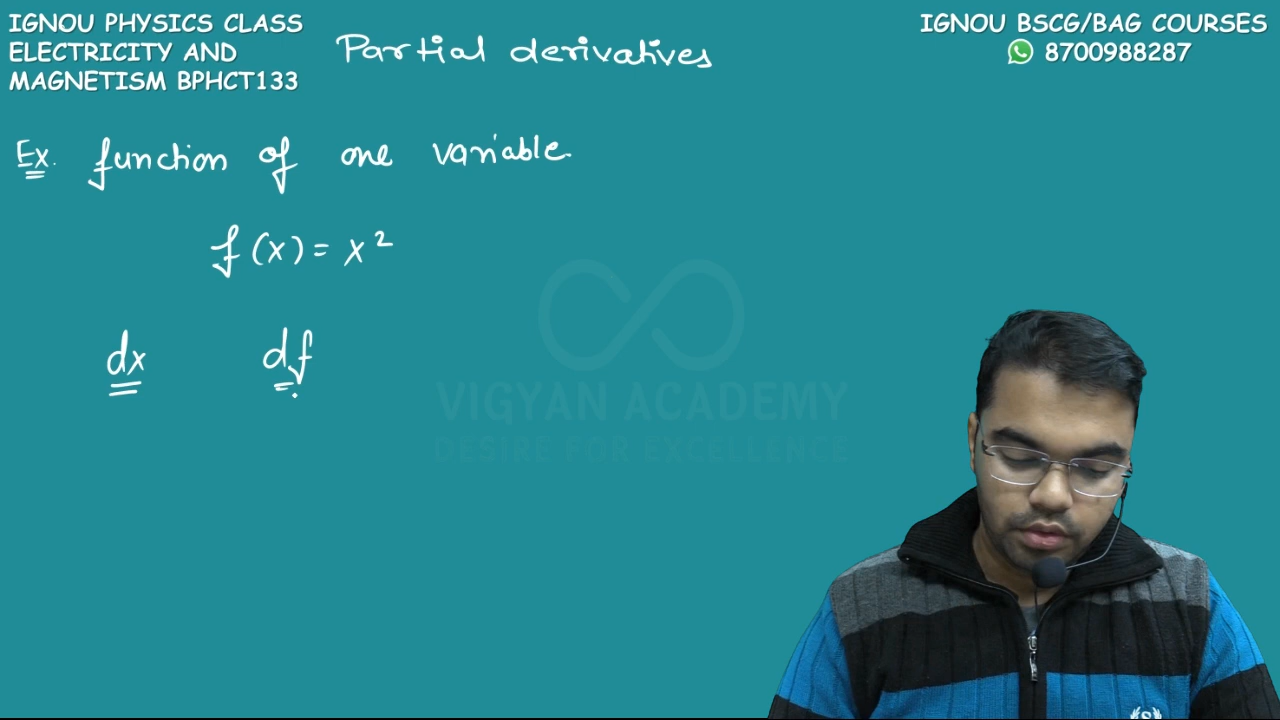 IGNOU PHYSICS CLASS
ELECTRICITY AND
MAGNETISM BPHCT133
Partial derivatives
IGNOU BSCG/BAG COURSES
8700988287
Ex. function of one variable
f(x) = x²
dx df
VIGYAN ACADEMY
DESIRE FOR EXCELLENCE